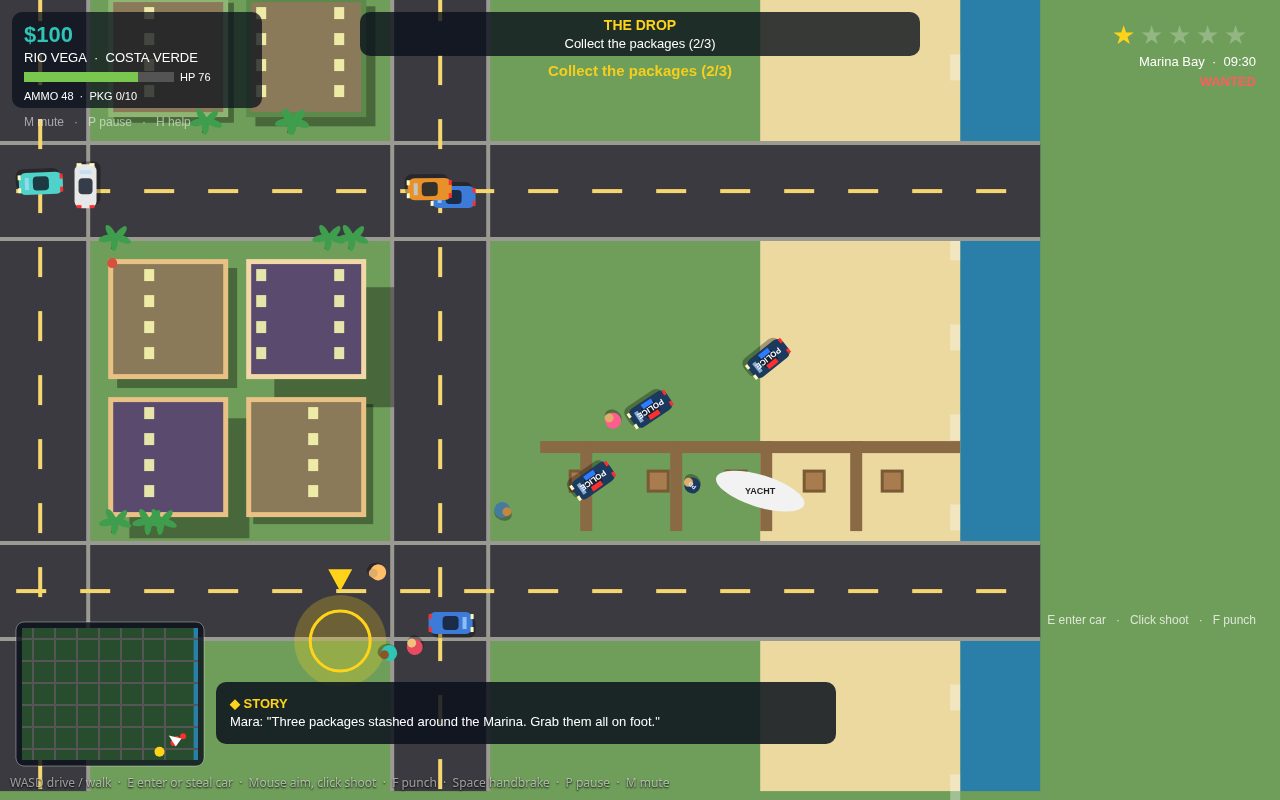 $100
RIO VEGA · COSTA VERDE
HP 76
AMMO 48 · PKG 0/10
M mute · P pause · H help
THE DROP
Collect the packages (2/3)
Collect the packages (2/3)
Marina Bay · 09:30
WANTED
POLICE
POLICE
POLICE
YACHT
E enter car · Click shoot · F punch
◆ STORY
Mara: "Three packages stashed around the Marina. Grab them all on foot."
WASD drive / walk · E enter or steal car · Mouse aim, click shoot · F punch · Space handbrake · P pause · M mute